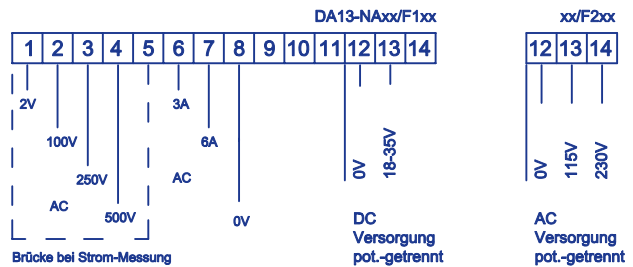 DA13-NAxx/F1xx
xx/F2xx
1 2 3 4 5 6 7 8 9 10 11 12 13 14
12 13 14
2V
3A
100V
6A
250V
AC
AC
500V
0V
0V
18-35V
0V
115V
230V
DC
Versorgung
pot.-getrennt
AC
Versorgung
pot.-getrennt
Brücke bei Strom-Messung